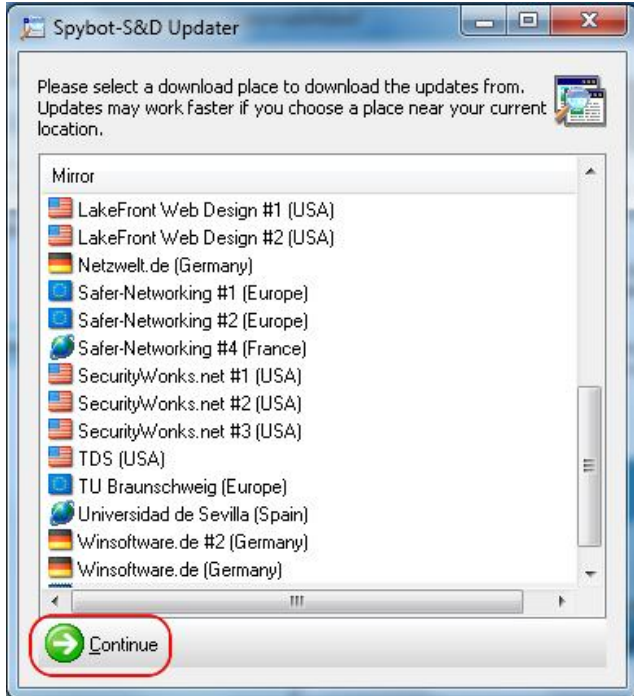 Spybot-S&D Updater
Please select a download place to download the updates from.
Updates may work faster if you choose a place near your current
location.
Mirror
LakeFront Web Design #1 (USA)
LakeFront Web Design #2 (USA)
Netzwelt.de (Germany)
Safer-Networking #1 (Europe)
Safer-Networking #2 (Europe)
Safer-Networking #4 (France)
SecurityWonks.net #1 (USA)
SecurityWonks.net #2 (USA)
SecurityWonks.net #3 (USA)
TDS (USA)
TU Braunschweig (Europe)
Universidad de Sevilla (Spain)
Winsoftware.de #2 (Germany)
Winsoftware.de (Germany)
Continue